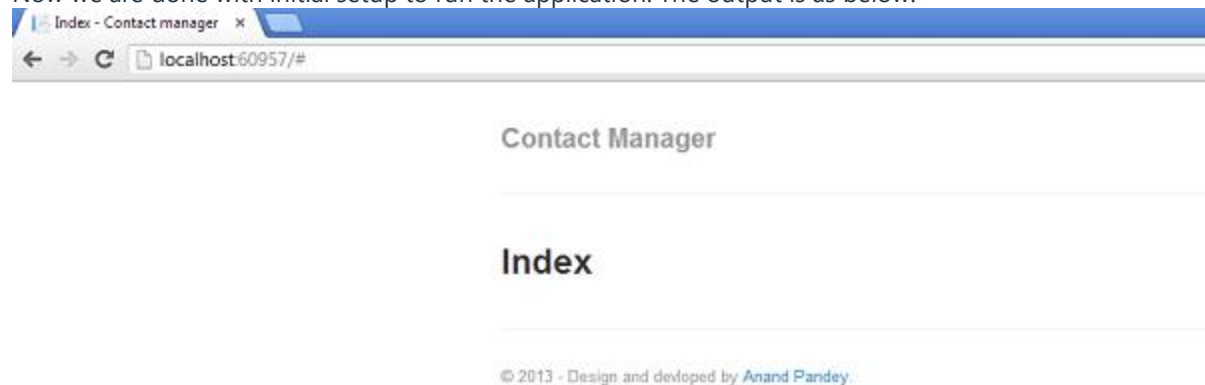 Now we are done with initial setup to run the application. The output is as below:
Index - Contact manager ×
localhost:60957/#
Contact Manager
Index
© 2013 - Design and devloped by Anand Pandey.